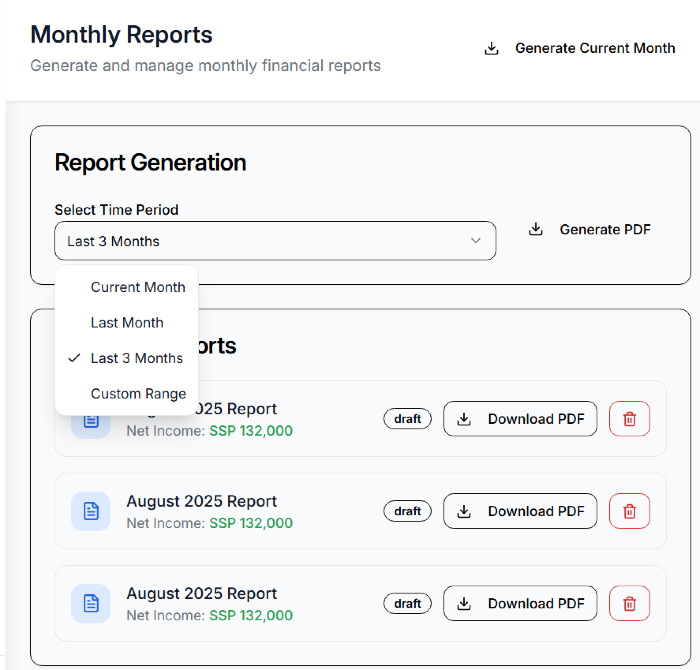 Monthly Reports
Generate and manage monthly financial reports
Generate Current Month
Report Generation
Select Time Period
Last 3 Months
Generate PDF
Current Month
Last Month
Last 3 Months
Custom Range
2025 Report
Net Income: SSP 132,000
draft
Download PDF
August 2025 Report
Net Income: SSP 132,000
draft
Download PDF
August 2025 Report
Net Income: SSP 132,000
draft
Download PDF